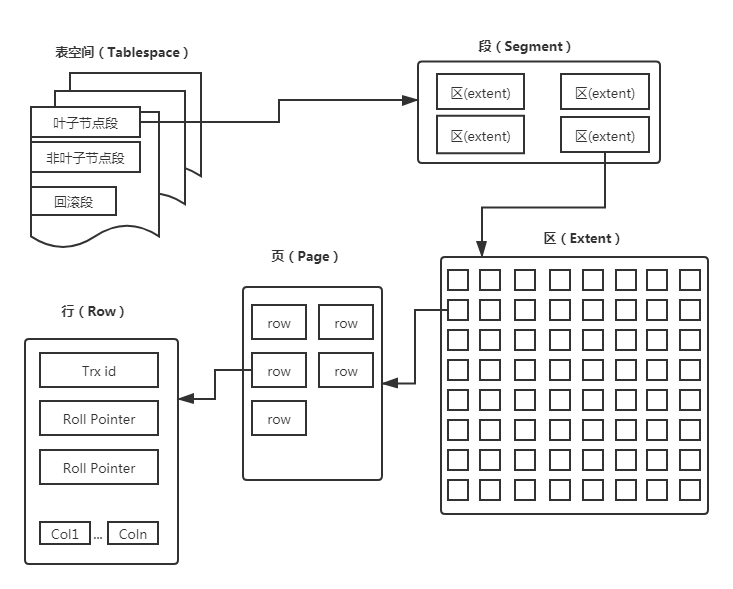 表空间（Tablespace）
叶子节点段
非叶子节点段
回滚段
段（Segment）
区(extent)
区(extent)
区(extent)
区(extent)
区（Extent）
页（Page）
row
row
row
row
row
行（Row）
Trx id
Roll Pointer
Roll Pointer
Col1 ... Coln